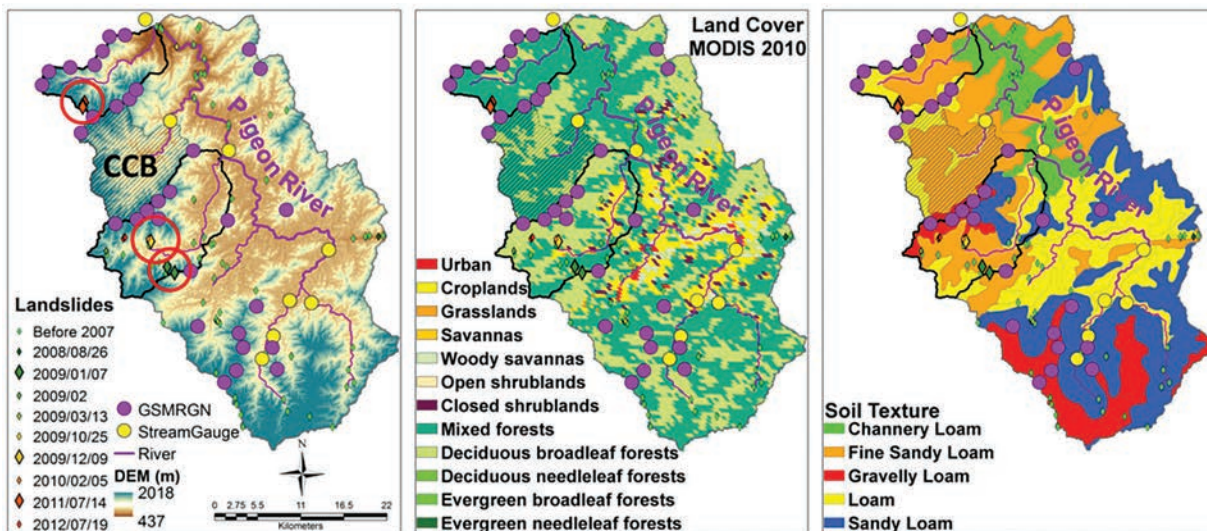 CCB
Pigeon River
Landslides
Before 2007
2008/08/26
2009/01/07
2009/02
2009/03/13
2009/10/25
2009/12/09
2010/02/05
2011/07/14
2012/07/19
GSMRGN
StreamGauge
River
DEM (m)
2018
437
N
0 2.75 5.5 11 16.5 22
Kilometers
Land Cover
MODIS 2010
Pigeon River
Urban
Croplands
Grasslands
Savannas
Woody savannas
Open shrublands
Closed shrublands
Mixed forests
Deciduous broadleaf forests
Deciduous needleleaf forests
Evergreen broadleaf forests
Evergreen needleleaf forests
Pigeon River
Soil Texture
Channery Loam
Fine Sandy Loam
Gravelly Loam
Loam
Sandy Loam